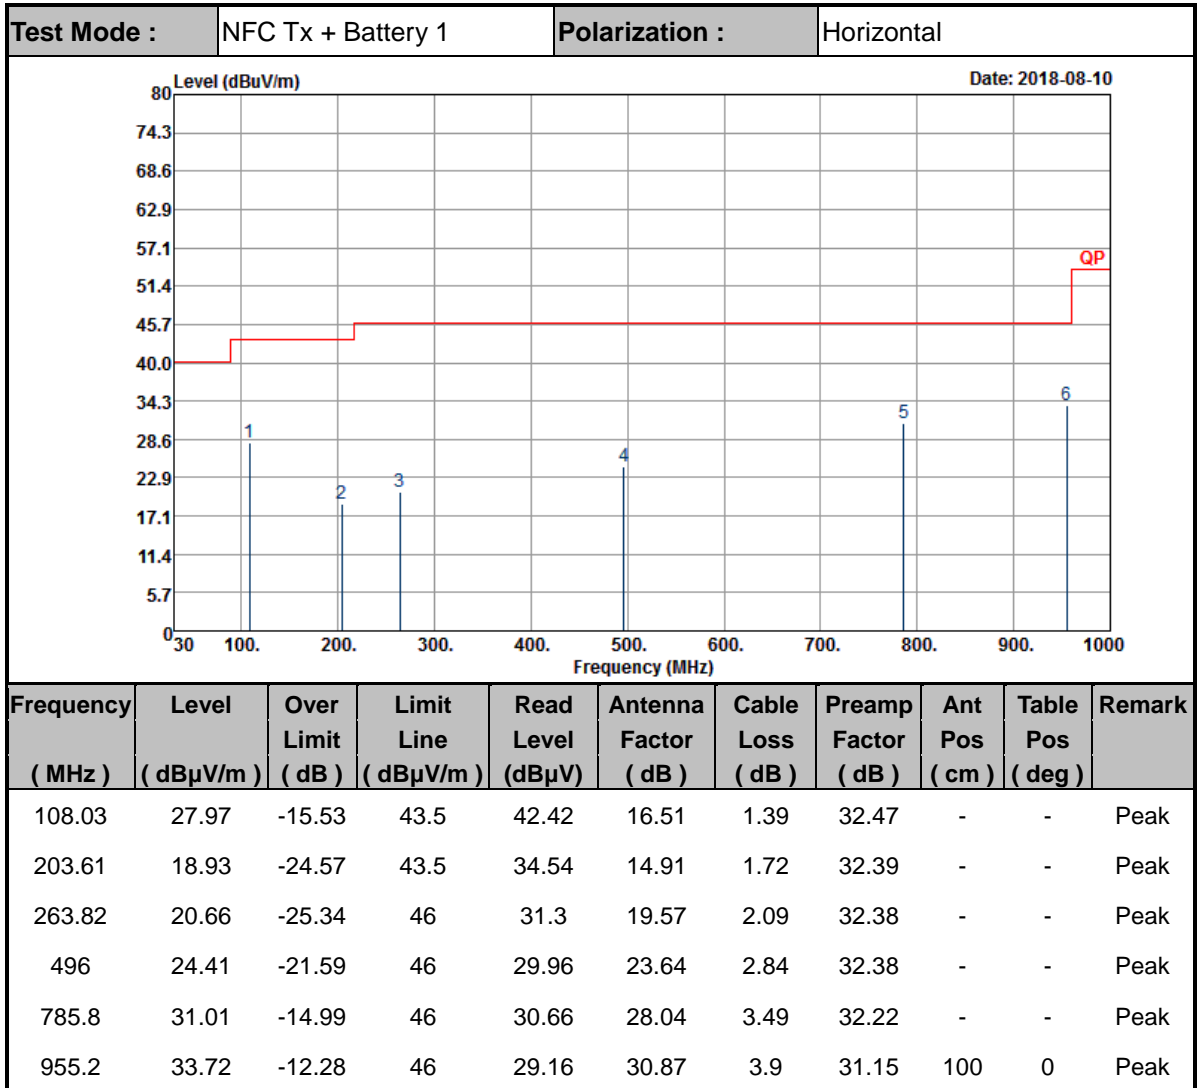 Test Mode : NFC Tx + Battery 1 Polarization : Horizontal
Level (dBuV/m) Date: 2018-08-10
80
74.3
68.6
62.9
57.1
QP
51.4
45.7
40.0
34.3
6
5
1
28.6
4
22.9
3
2
17.1
11.4
5.7
0
30 100. 200. 300. 400. 500. 600. 700. 800. 900. 1000
Frequency (MHz)
Frequency Level Over Limit Read Antenna Cable Preamp Ant Table Remark
Limit Line Level Factor Loss Factor Pos Pos
( MHz ) ( dBµV/m ) ( dB ) ( dBµV/m ) (dBµV) ( dB ) ( dB ) ( dB ) ( cm ) ( deg )
108.03 27.97 -15.53 43.5 42.42 16.51 1.39 32.47 - - Peak
203.61 18.93 -24.57 43.5 34.54 14.91 1.72 32.39 - - Peak
263.82 20.66 -25.34 46 31.3 19.57 2.09 32.38 - - Peak
496 24.41 -21.59 46 29.96 23.64 2.84 32.38 - - Peak
785.8 31.01 -14.99 46 30.66 28.04 3.49 32.22 - - Peak
955.2 33.72 -12.28 46 29.16 30.87 3.9 31.15 100 0 Peak